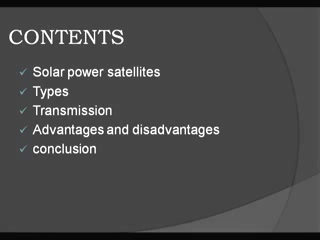 CONTENTS
Solar power satellites
Types
Transmission
Advantages and disadvantages
conclusion